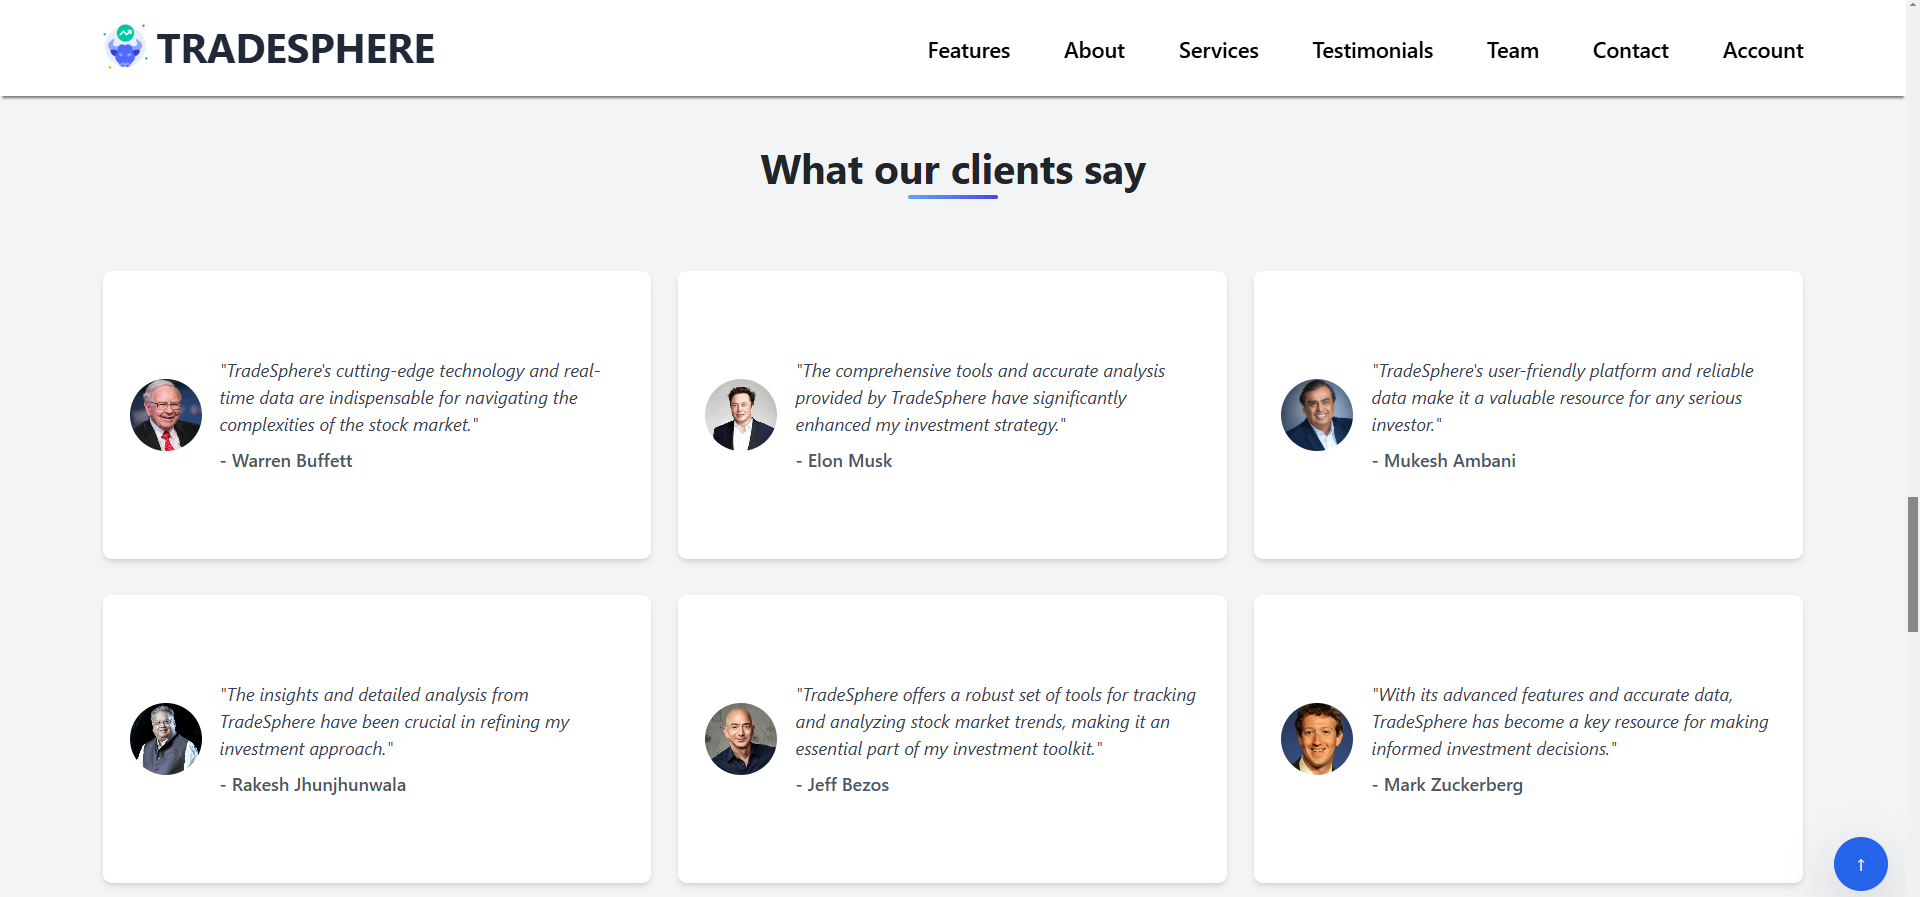 TRADESPHERE
Features About Services Testimonials Team Contact Account
What our clients say
"TradeSphere's cutting-edge technology and real-
time data are indispensable for navigating the
complexities of the stock market."
- Warren Buffett
"The comprehensive tools and accurate analysis
provided by TradeSphere have significantly
enhanced my investment strategy."
- Elon Musk
"TradeSphere's user-friendly platform and reliable
data make it a valuable resource for any serious
investor."
- Mukesh Ambani
"The insights and detailed analysis from
TradeSphere have been crucial in refining my
investment approach."
- Rakesh Jhunjhunwala
"TradeSphere offers a robust set of tools for tracking
and analyzing stock market trends, making it an
essential part of my investment toolkit."
- Jeff Bezos
"With its advanced features and accurate data,
TradeSphere has become a key resource for making
informed investment decisions."
- Mark Zuckerberg
↑